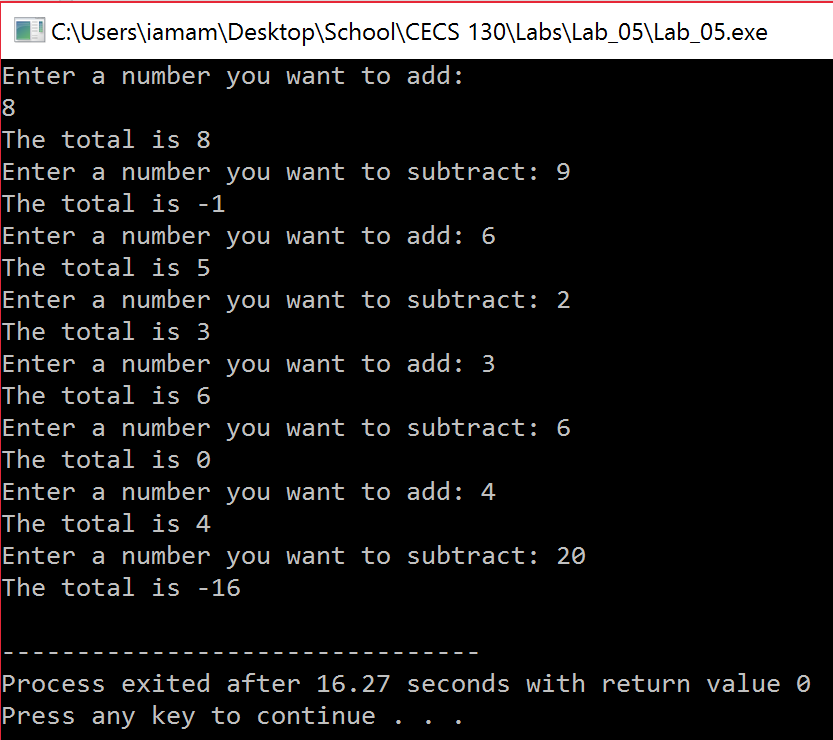 C:\Users\iamam\Desktop\School\CECS 130\Labs\Lab_05\Lab_05.exe
Enter a number you want to add:
8
The total is 8
Enter a number you want to subtract: 9
The total is -1
Enter a number you want to add: 6
The total is 5
Enter a number you want to subtract: 2
The total is 3
Enter a number you want to add: 3
The total is 6
Enter a number you want to subtract: 6
The total is 0
Enter a number you want to add: 4
The total is 4
Enter a number you want to subtract: 20
The total is -16
--------------------------------
Process exited after 16.27 seconds with return value 0
Press any key to continue . . .